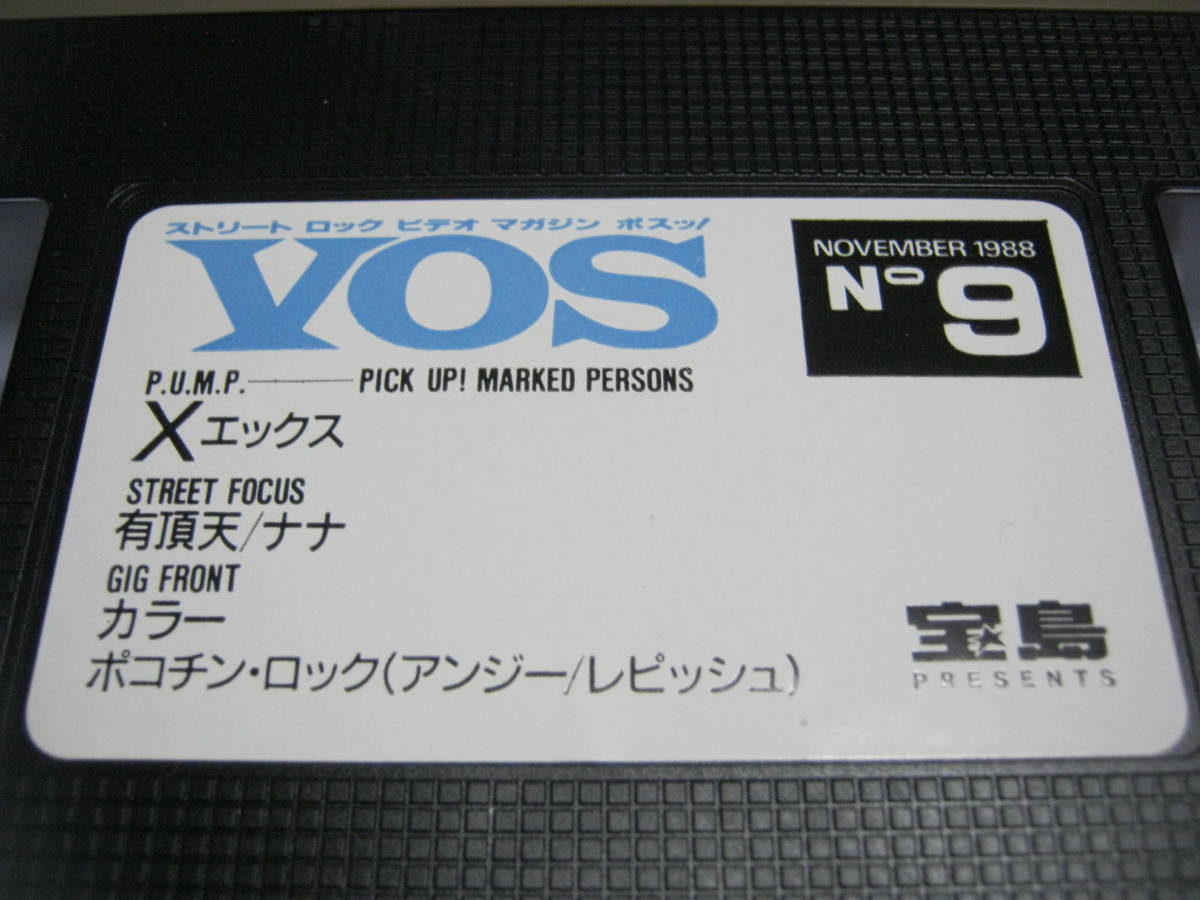 ストリート ロック ビデオ マガジン ボスッ!
VOS
NOVEMBER 1988
Nº 9
P.U.M.P.――PICK UP! MARKED PERSONS
X エックス
STREET FOCUS
有頂天/ナナ
GIG FRONT
カラー
ポコチン・ロック(アンジー/レピッシュ)
宝島
PRESENTS